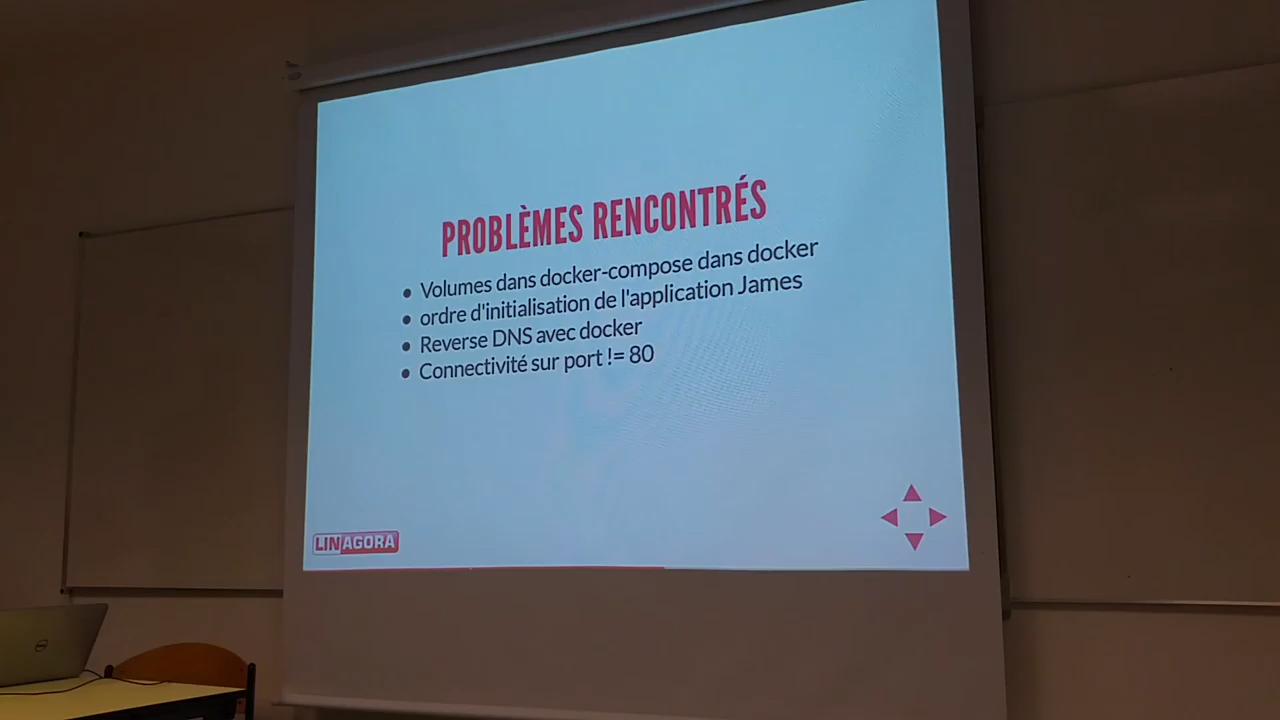 PROBLÈMES RENCONTRÉS
Volumes dans docker-compose dans docker
ordre d'initialisation de l'application James
Reverse DNS avec docker
Connectivité sur port != 80
LINAGORA
DELL